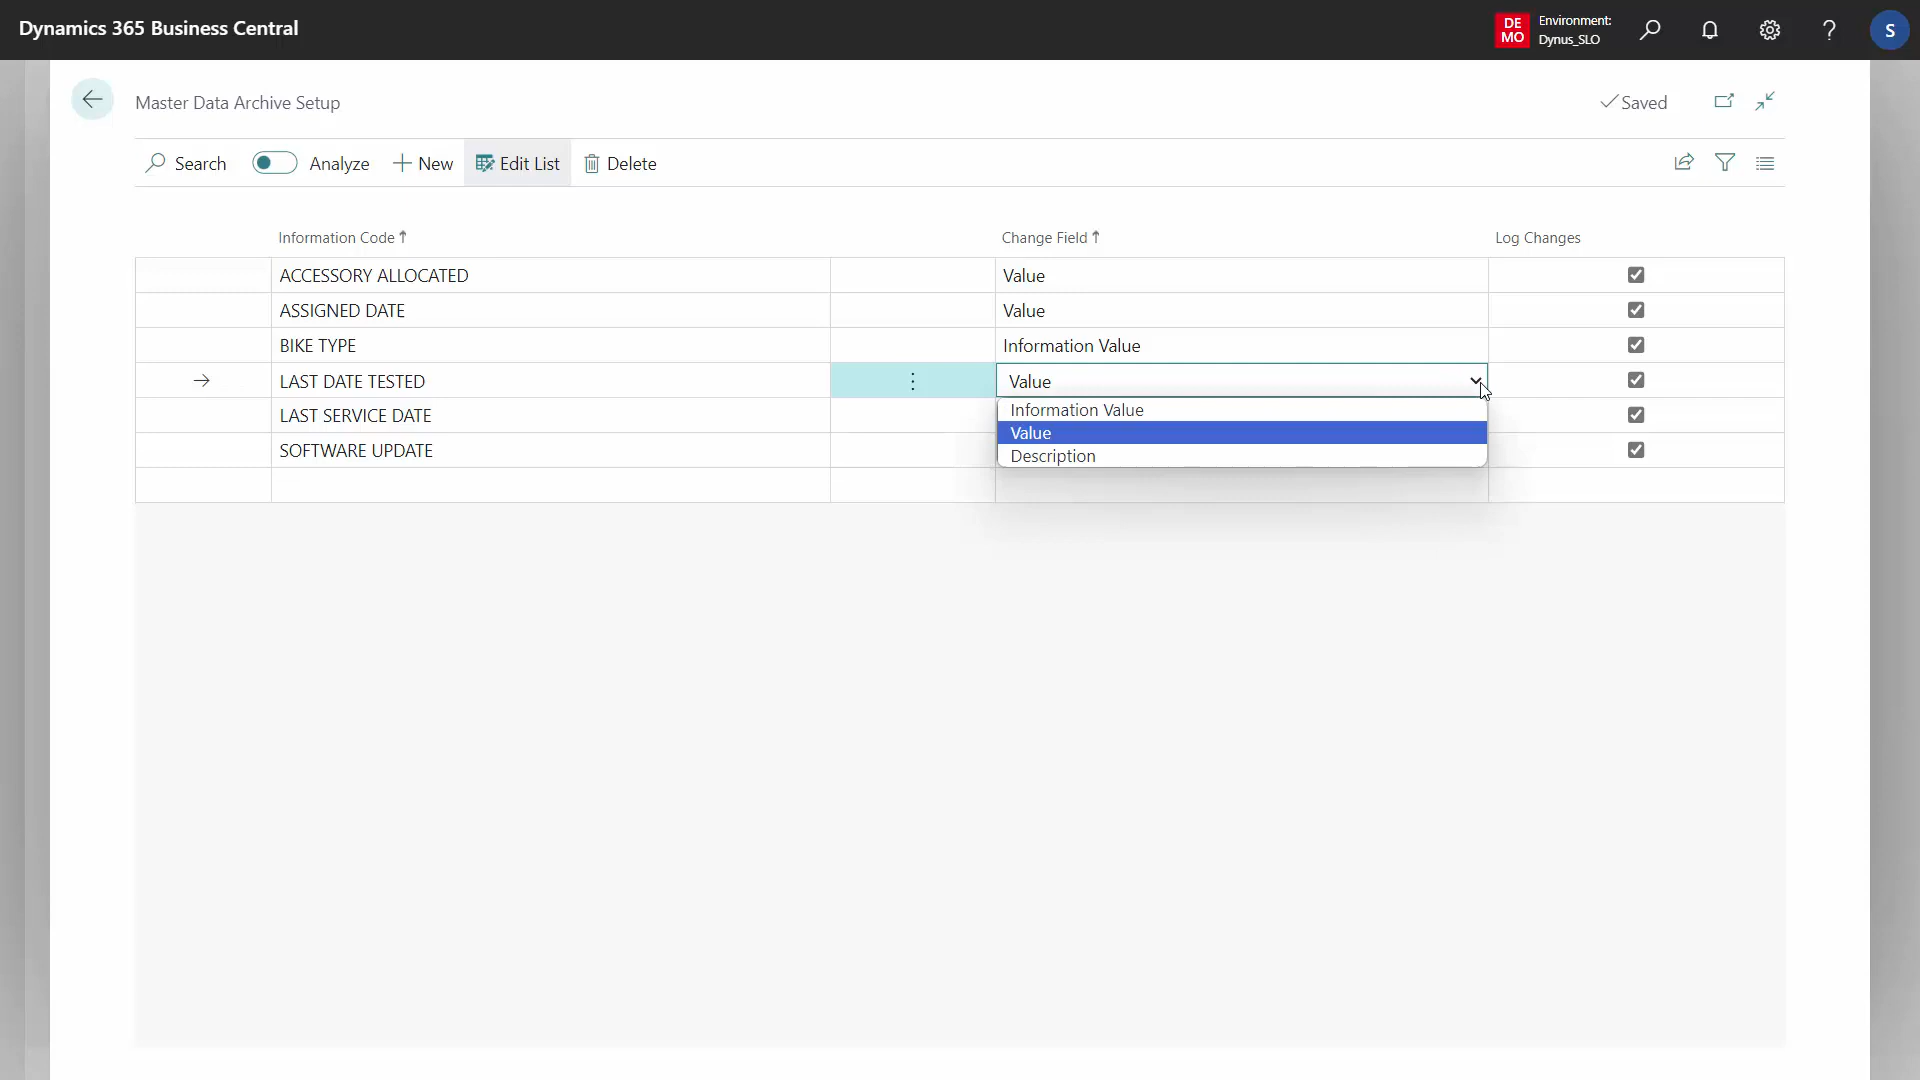 Dynamics 365 Business Central
DE
MO
Environment:
Dynus_SLO
?
S
Master Data Archive Setup
Saved
Search
Analyze
New
Edit List
Delete
Information Code
Change Field
Log Changes
ACCESSORY ALLOCATED
Value
ASSIGNED DATE
Value
BIKE TYPE
Information Value
LAST DATE TESTED
Value
Information Value
Value
Description
LAST SERVICE DATE
SOFTWARE UPDATE